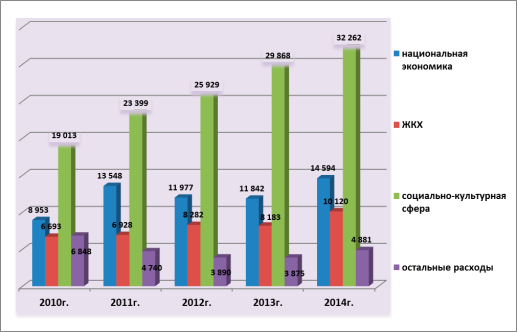 32 262
29 868
25 929
23 399
19 013
14 594
13 548
11 977
11 842
10 120
8 953
6 693
6 928
8 282
8 183
6 848
4 740
3 890
3 875
4 881
2010г. 2011г. 2012г. 2013г. 2014г.
национальная
экономика
ЖКХ
социально-культурная
сфера
остальные расходы